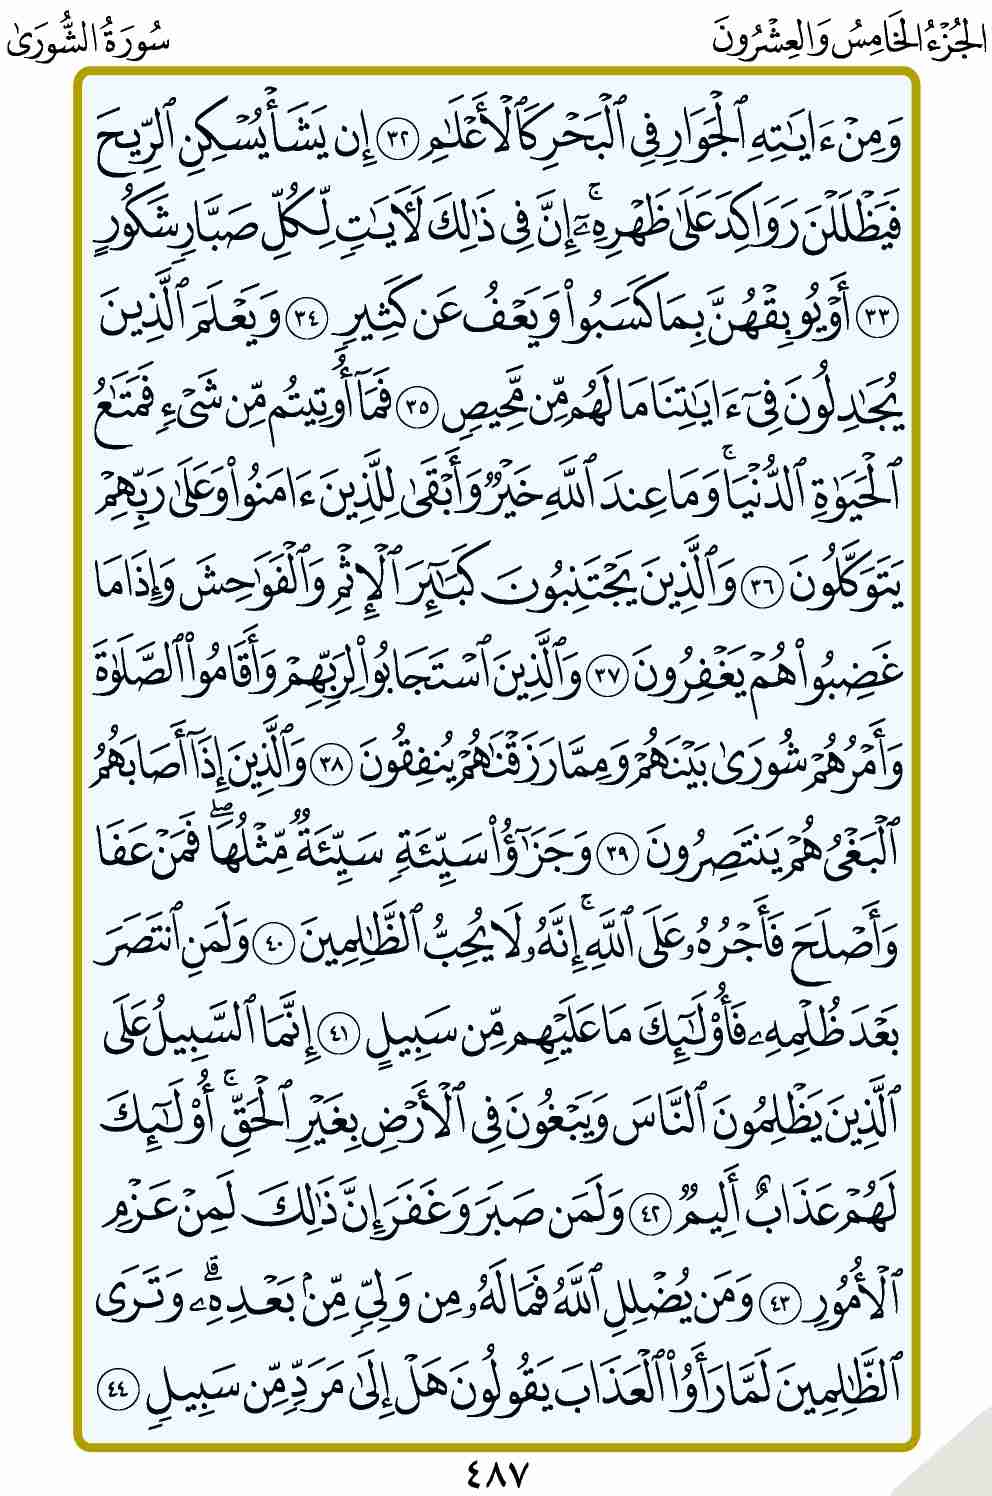 الجُزْءُ الخَامِسُ وَالعِشْرُونَ
سُورَةُ الشُّورَىٰ
وَمِنْ ءَايَٰتِهِ ٱلْجَوَارِ فِى ٱلْبَحْرِ كَٱلْأَعْلَٰمِ ٣٢ إِن يَشَأْ يُسْكِنِ ٱلرِّيحَ
فَيَظْلَلْنَ رَوَاكِدَ عَلَىٰ ظَهْرِهِۦٓ ۚ إِنَّ فِى ذَٰلِكَ لَـَٔايَٰتٍ لِّكُلِّ صَبَّارٍ شَكُورٍ
٣٣ أَوْ يُوبِقْهُنَّ بِمَا كَسَبُوا۟ وَيَعْفُ عَن كَثِيرٍ ٣٤ وَيَعْلَمَ ٱلَّذِينَ
يُجَٰدِلُونَ فِىٓ ءَايَٰتِنَا مَا لَهُم مِّن مَّحِيصٍ ٣٥ فَمَآ أُوتِيتُم مِّن شَىْءٍ فَمَتَٰعُ
ٱلْحَيَوٰةِ ٱلدُّنْيَا ۚ وَمَا عِندَ ٱللَّهِ خَيْرٌ وَأَبْقَىٰ لِلَّذِينَ ءَامَنُوا۟ وَعَلَىٰ رَبِّهِمْ
يَتَوَكَّلُونَ ٣٦ وَٱلَّذِينَ يَجْتَنِبُونَ كَبَٰٓئِرَ ٱلْإِثْمِ وَٱلْفَوَٰحِشَ وَإِذَا مَا
غَضِبُوا۟ هُمْ يَغْفِرُونَ ٣٧ وَٱلَّذِينَ ٱسْتَجَابُوا۟ لِرَبِّهِمْ وَأَقَامُوا۟ ٱلصَّلَوٰةَ
وَأَمْرُهُمْ شُورَىٰ بَيْنَهُمْ وَمِمَّا رَزَقْنَٰهُمْ يُنفِقُونَ ٣٨ وَٱلَّذِينَ إِذَآ أَصَابَهُمُ
ٱلْبَغْىُ هُمْ يَنتَصِرُونَ ٣٩ وَجَزَٰٓؤُا۟ سَيِّئَةٍ سَيِّئَةٌ مِّثْلُهَا ۖ فَمَنْ عَفَا
وَأَصْلَحَ فَأَجْرُهُۥ عَلَى ٱللَّهِ ۚ إِنَّهُۥ لَا يُحِبُّ ٱلظَّٰلِمِينَ ٤٠ وَلَمَنِ ٱنتَصَرَ
بَعْدَ ظُلْمِهِۦ فَأُو۟لَٰٓئِكَ مَا عَلَيْهِم مِّن سَبِيلٍ ٤١ إِنَّمَا ٱلسَّبِيلُ عَلَى
ٱلَّذِينَ يَظْلِمُونَ ٱلنَّاسَ وَيَبْغُونَ فِى ٱلْأَرْضِ بِغَيْرِ ٱلْحَقِّ ۚ أُو۟لَٰٓئِكَ
لَهُمْ عَذَابٌ أَلِيمٌ ٤٢ وَلَمَن صَبَرَ وَغَفَرَ إِنَّ ذَٰلِكَ لَمِنْ عَزْمِ
ٱلْأُمُورِ ٤٣ وَمَن يُضْلِلِ ٱللَّهُ فَمَا لَهُۥ مِن وَلِىٍّ مِّنۢ بَعْدِهِۦ ۗ وَتَرَى
ٱلظَّٰلِمِينَ لَمَّا رَأَوُا۟ ٱلْعَذَابَ يَقُولُونَ هَلْ إِلَىٰ مَرَدٍّ مِّن سَبِيلٍ ٤٤
٤٨٧